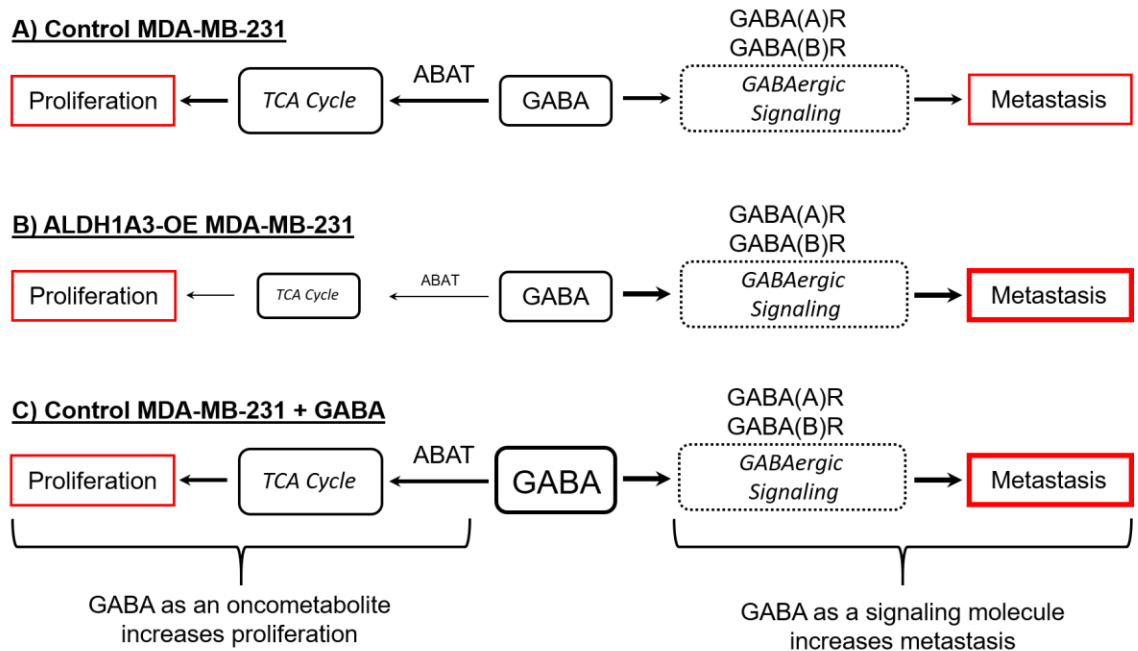 A) Control MDA-MB-231
GABA(A)R
GABA(B)R
Proliferation
TCA Cycle
ABAT
GABA
GABAergic
Signaling
Metastasis
B) ALDH1A3-OE MDA-MB-231
GABA(A)R
GABA(B)R
Proliferation
TCA Cycle
ABAT
GABA
GABAergic
Signaling
Metastasis
C) Control MDA-MB-231 + GABA
GABA(A)R
GABA(B)R
Proliferation
TCA Cycle
ABAT
GABA
GABAergic
Signaling
Metastasis
GABA as an oncometabolite
increases proliferation
GABA as a signaling molecule
increases metastasis